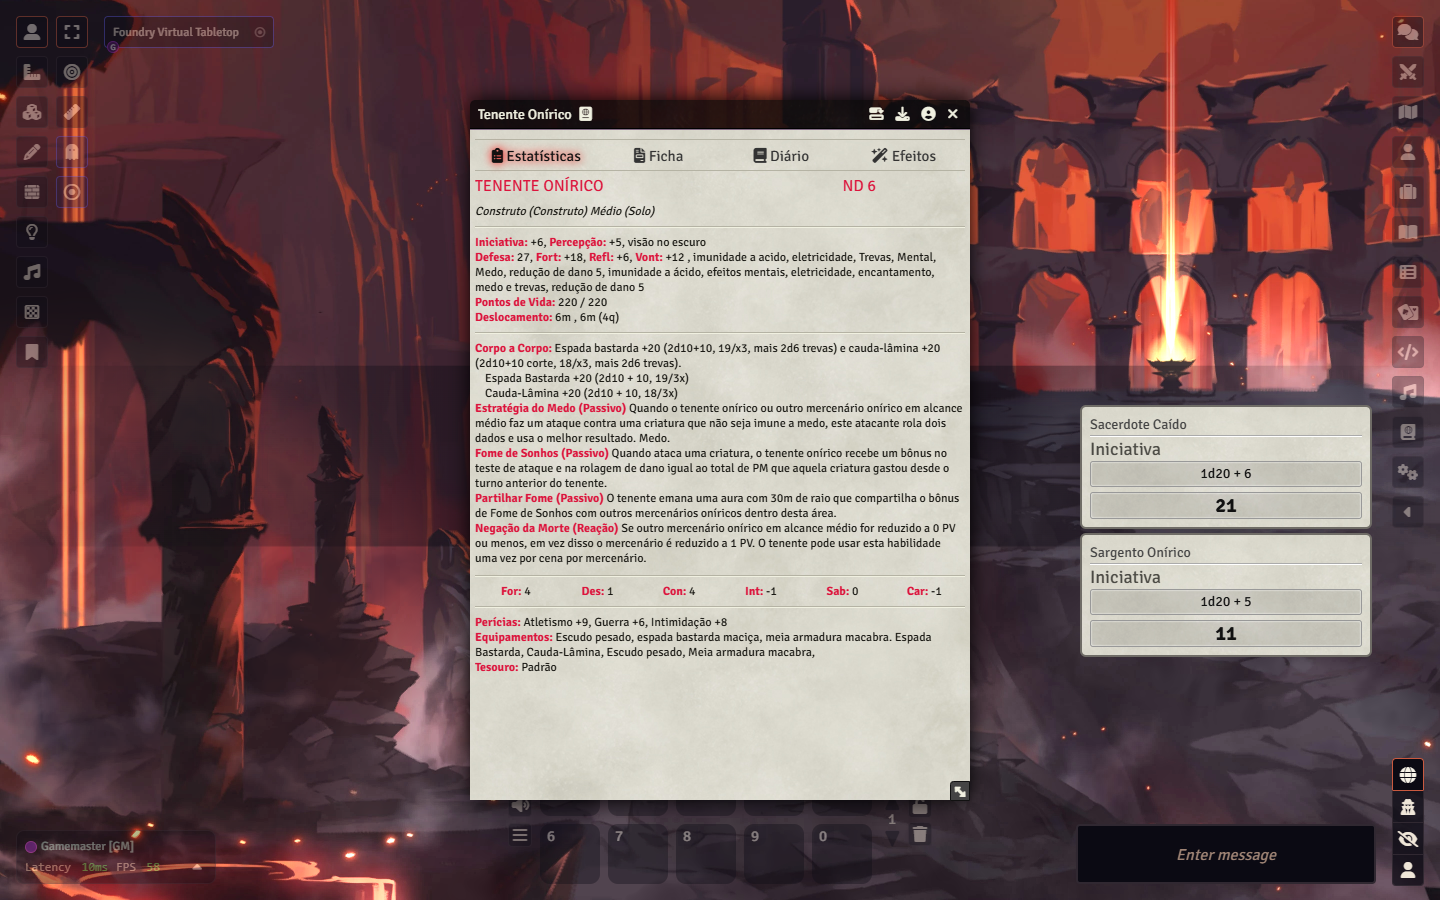 Foundry Virtual Tabletop
G
Tenente Onírico
Estatísticas Ficha Diário Efeitos
TENENTE ONÍRICO ND 6
Construto (Construto) Médio (Solo)
Iniciativa: +6, Percepção: +5, visão no escuro
Defesa: 27, Fort: +18, Refl: +6, Vont: +12 , imunidade a acido, eletricidade, Trevas, Mental,
Medo, redução de dano 5, imunidade a ácido, efeitos mentais, eletricidade, encantamento,
medo e trevas, redução de dano 5
Pontos de Vida: 220 / 220
Deslocamento: 6m , 6m (4q)
Corpo a Corpo: Espada bastarda +20 (2d10+10, 19/x3, mais 2d6 trevas) e cauda-lâmina +20
(2d10+10 corte, 18/x3, mais 2d6 trevas).
Espada Bastarda +20 (2d10 + 10, 19/3x)
Cauda-Lâmina +20 (2d10 + 10, 18/3x)
Estratégia do Medo (Passivo) Quando o tenente onírico ou outro mercenário onírico em alcance
médio faz um ataque contra uma criatura que não seja imune a medo, este atacante rola dois
dados e usa o melhor resultado. Medo.
Fome de Sonhos (Passivo) Quando ataca uma criatura, o tenente onírico recebe um bônus no
teste de ataque e na rolagem de dano igual ao total de PM que aquela criatura gastou desde o
turno anterior do tenente.
Partilhar Fome (Passivo) O tenente emana uma aura com 30m de raio que compartilha o bônus
de Fome de Sonhos com outros mercenários oníricos dentro desta área.
Negação da Morte (Reação) Se outro mercenário onírico em alcance médio for reduzido a 0 PV
ou menos, em vez disso o mercenário é reduzido a 1 PV. O tenente pode usar esta habilidade
uma vez por cena por mercenário.
For: 4 Des: 1 Con: 4 Int: -1 Sab: 0 Car: -1
Perícias: Atletismo +9, Guerra +6, Intimidação +8
Equipamentos: Escudo pesado, espada bastarda maciça, meia armadura macabra. Espada
Bastarda, Cauda-Lâmina, Escudo pesado, Meia armadura macabra,
Tesouro: Padrão
Sacerdote Caído
Iniciativa
1d20 + 6
21
Sargento Onírico
Iniciativa
1d20 + 5
11
1
6 7 8 9 0
Gamemaster [GM]
Latency 10ms FPS 58
Enter message